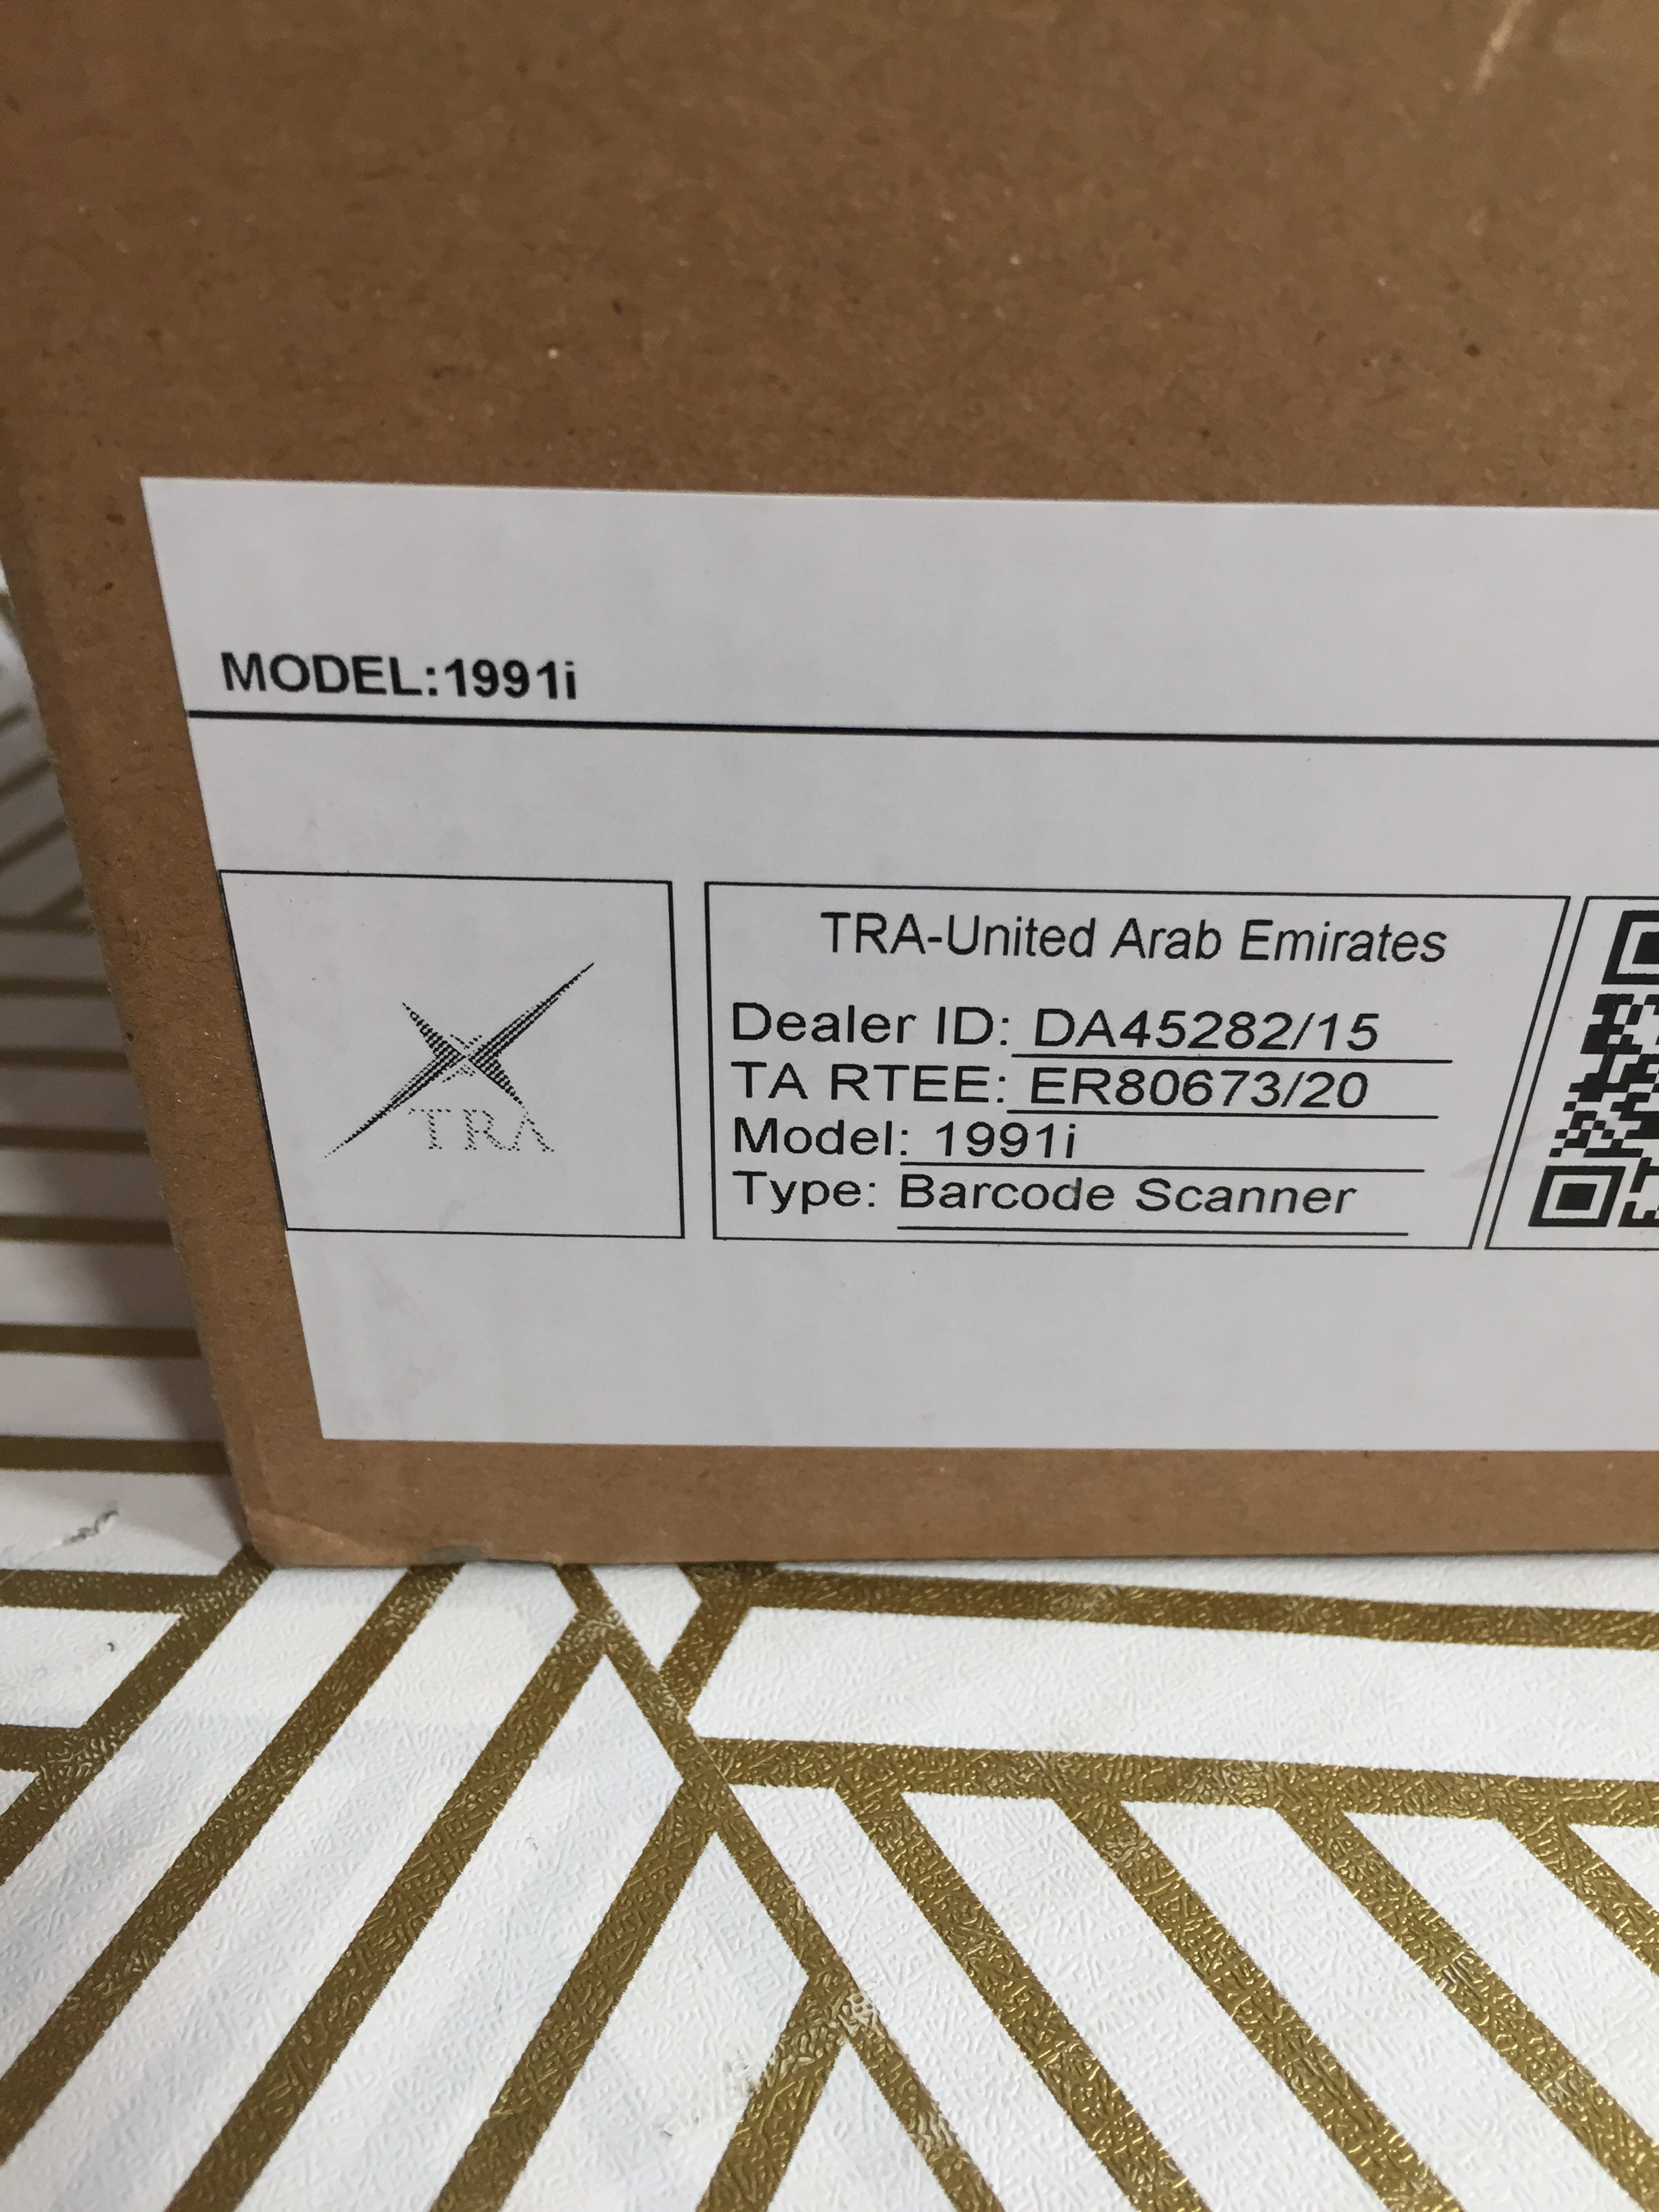 MODEL:1991i
TRA
TRA-United Arab Emirates
Dealer ID: DA45282/15
TA RTEE: ER80673/20
Model: 1991i
Type: Barcode Scanner